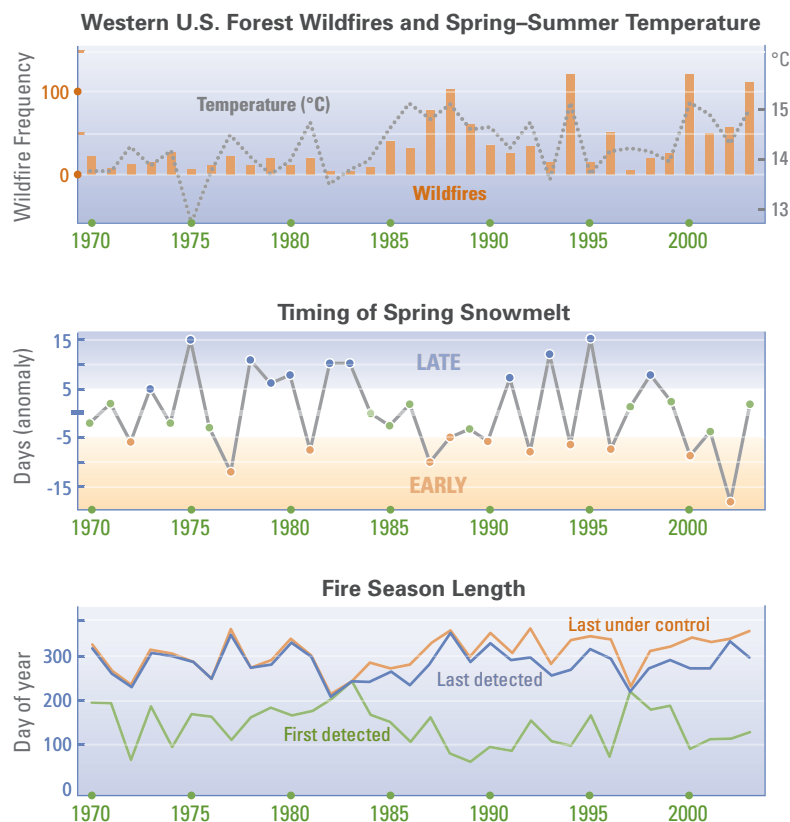 Western U.S. Forest Wildfires and Spring–Summer Temperature
°C
Wildfire Frequency
100
0
Temperature (°C)
Wildfires
15
14
13
1970 1975 1980 1985 1990 1995 2000
Timing of Spring Snowmelt
Days (anomaly)
15
5
-5
-15
LATE
EARLY
1970 1975 1980 1985 1990 1995 2000
Fire Season Length
Day of year
300
200
100
0
Last under control
Last detected
First detected
1970 1975 1980 1985 1990 1995 2000